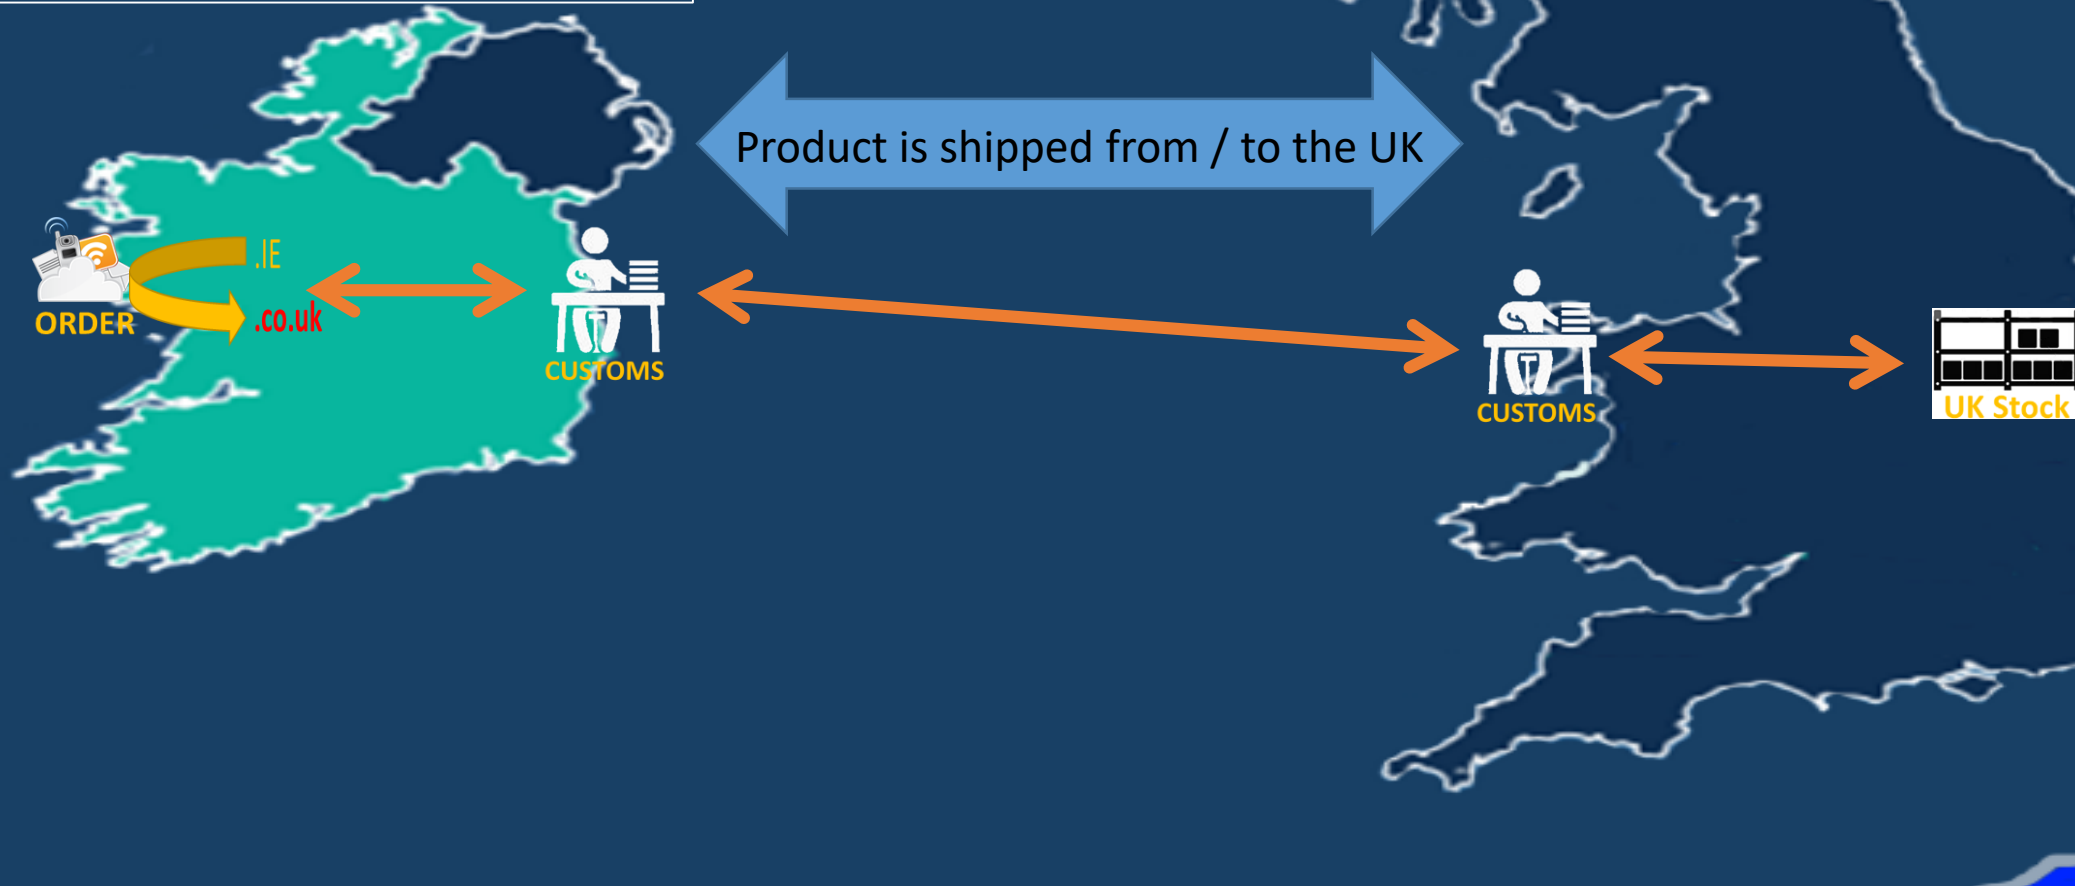 Product is shipped from / to the UK
.IE
.co.uk
ORDER
CUSTOMS
CUSTOMS
UK Stock